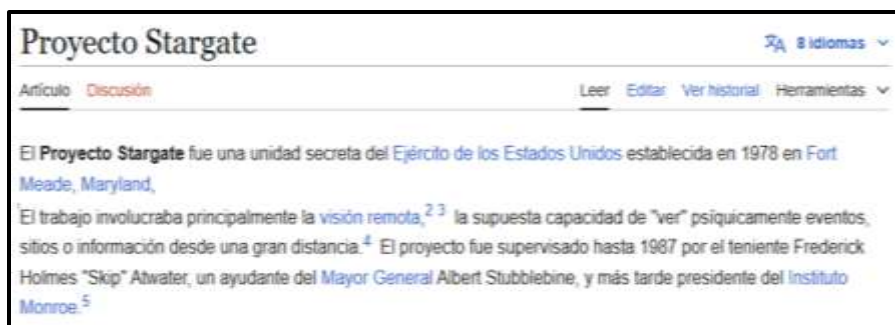 Proyecto Stargate
8 idiomas
Artículo Discusión Leer Editar Ver historial Herramientas
El Proyecto Stargate fue una unidad secreta del Ejército de los Estados Unidos establecida en 1978 en Fort
Meade, Maryland,
El trabajo involucraba principalmente la visión remota,2 3 la supuesta capacidad de "ver" psíquicamente eventos,
sitios o información desde una gran distancia.4 El proyecto fue supervisado hasta 1987 por el teniente Frederick
Holmes "Skip" Atwater, un ayudante del Mayor General Albert Stubblebine, y más tarde presidente del Instituto
Monroe.5